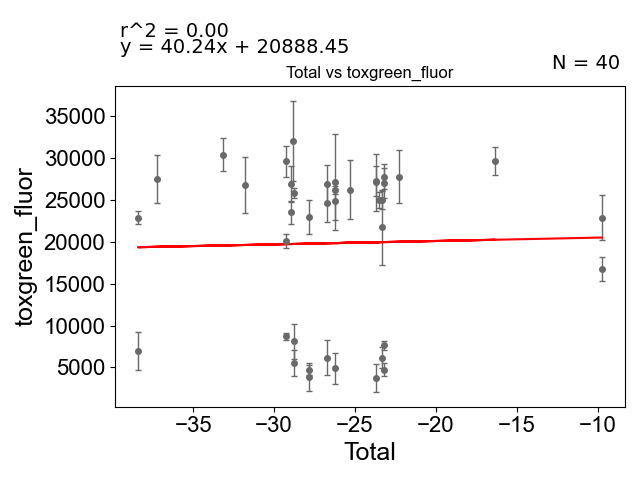 r^2 = 0.00
y = 40.24x + 20888.45
N = 40
Total vs toxgreen_fluor
35000
30000
25000
20000
15000
10000
5000
toxgreen_fluor
−35 −30 −25 −20 −15 −10
Total